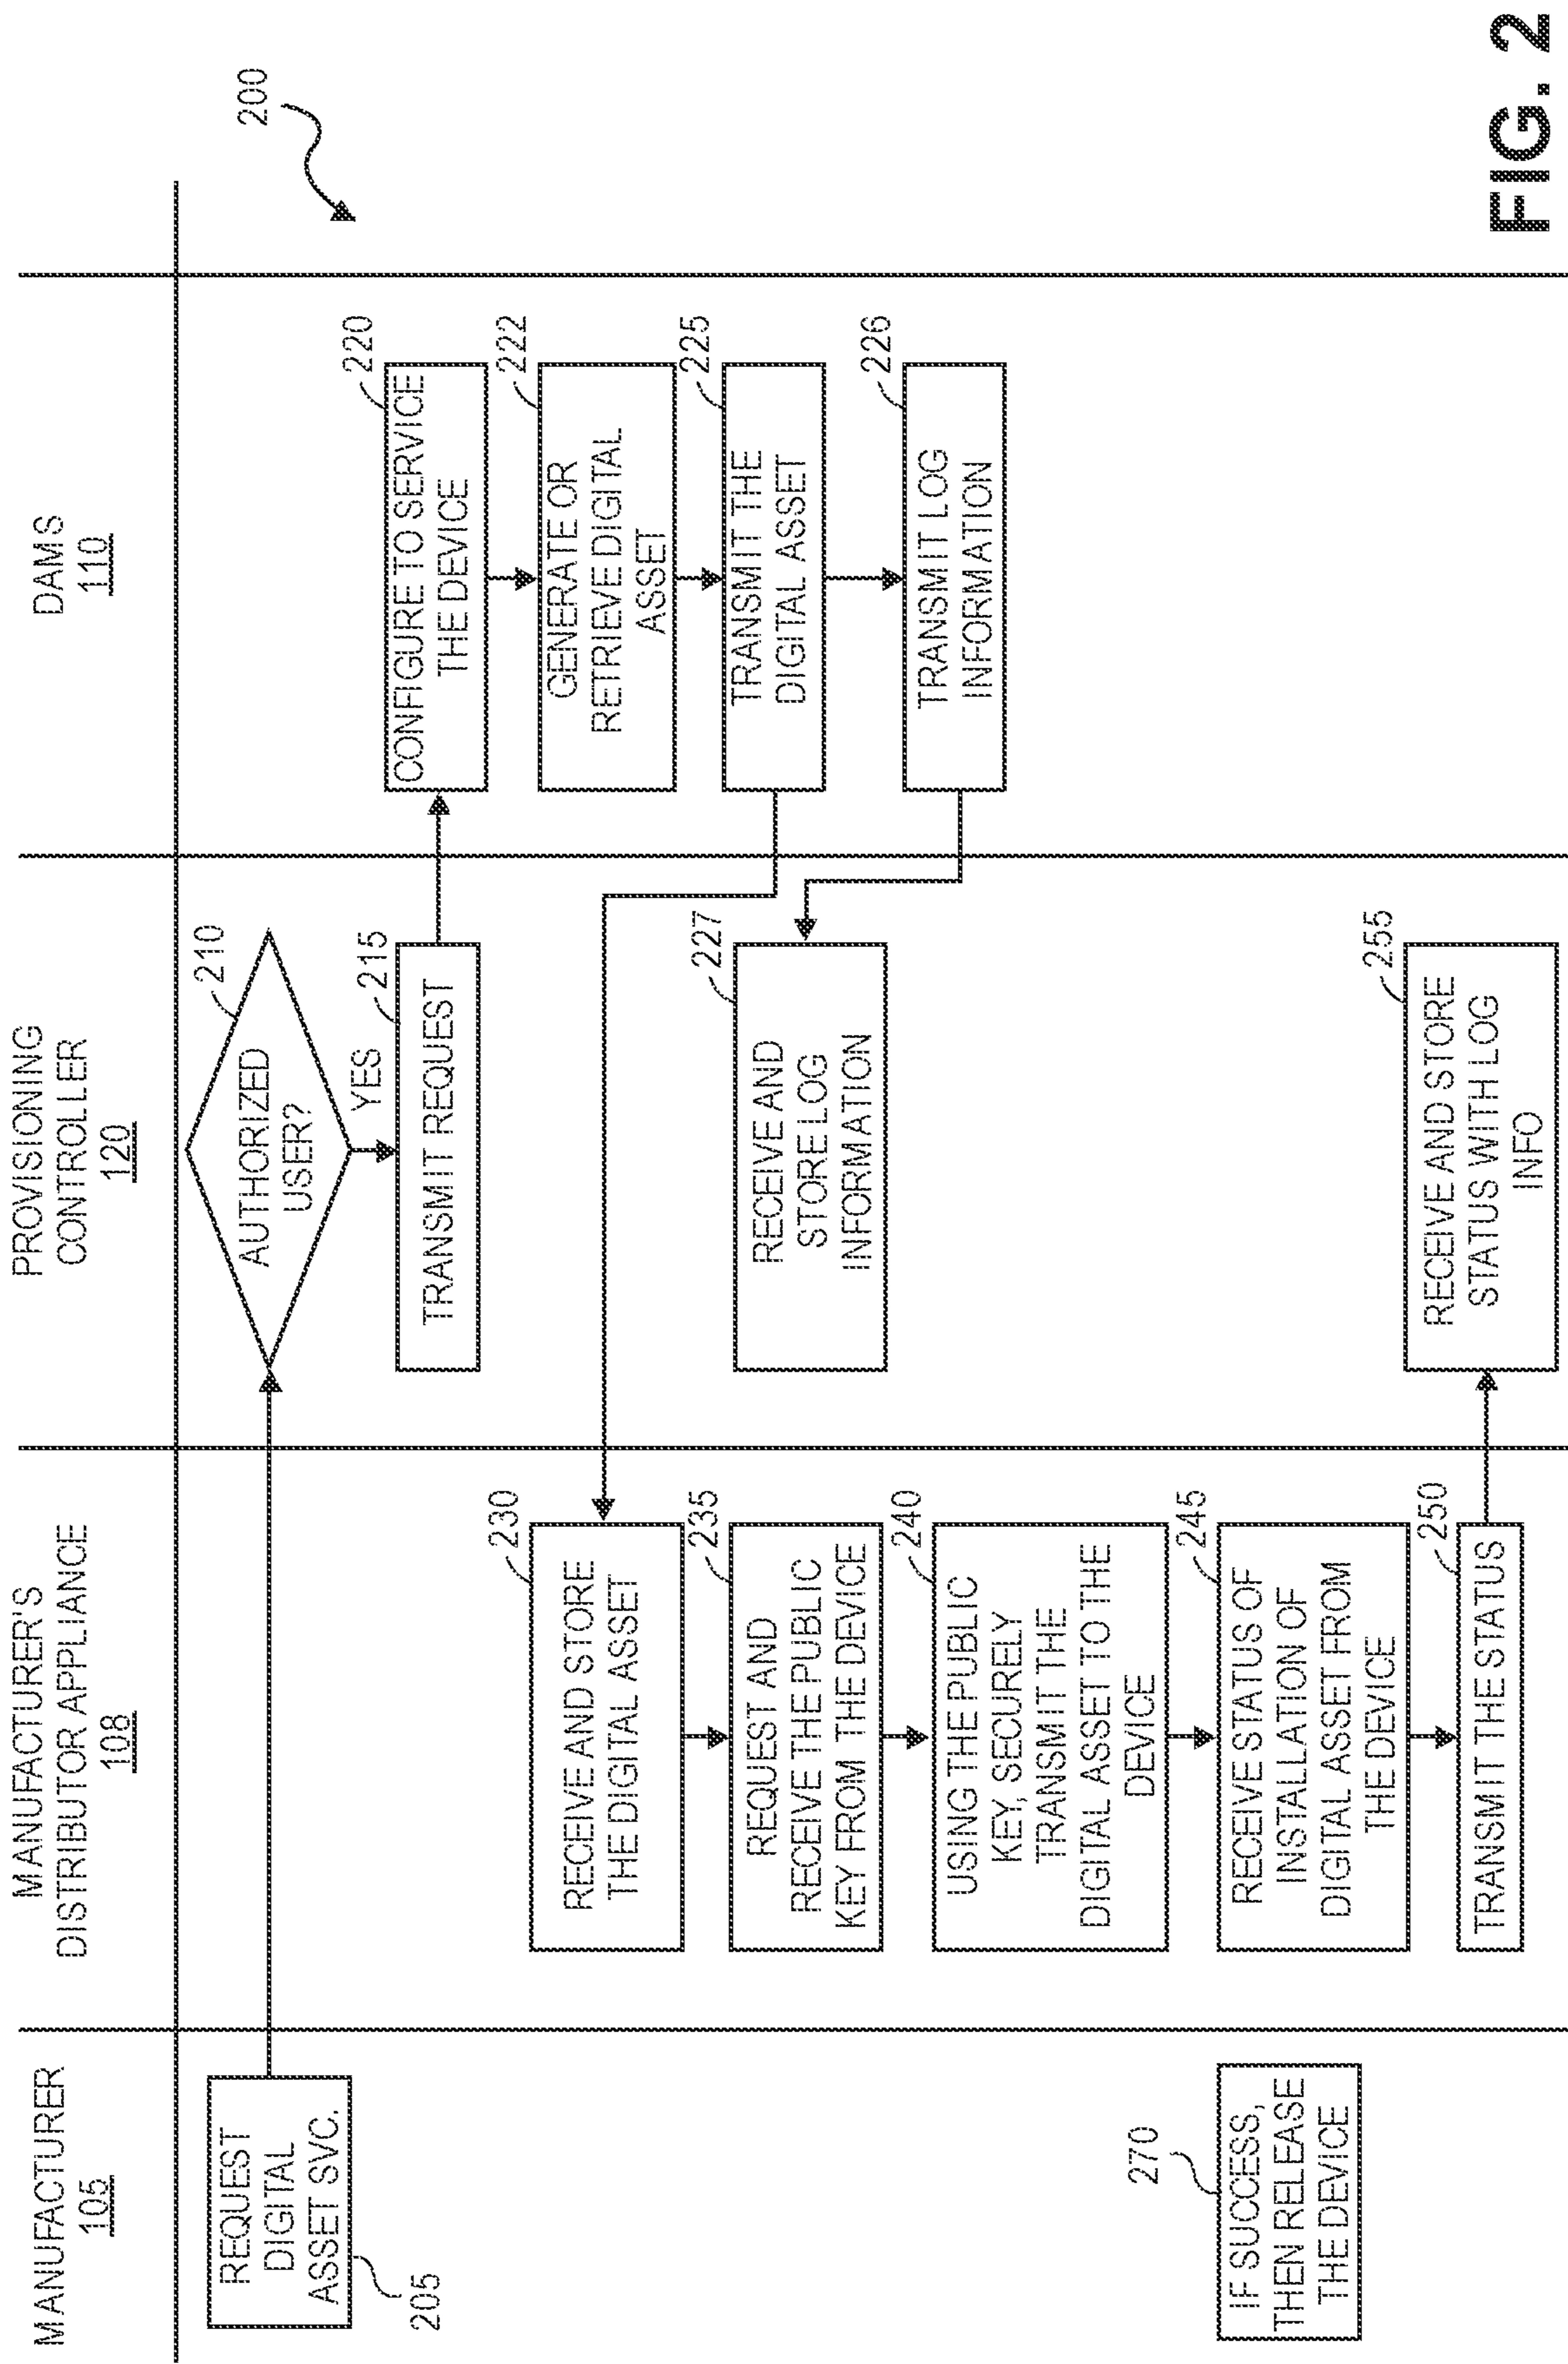 MANUFACTURER
105
MANUFACTURER'S
DISTRIBUTOR APPLIANCE
108
PROVISIONING
CONTROLLER
120
DAMS
110
200
REQUEST
DIGITAL
ASSET SVC.
205
AUTHORIZED
USER?
210
YES
TRANSMIT REQUEST
215
CONFIGURE TO SERVICE
THE DEVICE
220
GENERATE OR
RETRIEVE DIGITAL
ASSET
222
TRANSMIT THE
DIGITAL ASSET
225
TRANSMIT LOG
INFORMATION
226
RECEIVE AND
STORE LOG
INFORMATION
227
RECEIVE AND STORE
THE DIGITAL ASSET
230
REQUEST AND
RECEIVE THE PUBLIC
KEY FROM THE DEVICE
235
USING THE PUBLIC
KEY, SECURELY
TRANSMIT THE
DIGITAL ASSET TO THE
DEVICE
240
RECEIVE STATUS OF
INSTALLATION OF
DIGITAL ASSET FROM
THE DEVICE
245
TRANSMIT THE STATUS
250
RECEIVE AND STORE
STATUS WITH LOG
INFO
255
IF SUCCESS,
THEN RELEASE
THE DEVICE
270
FIG. 2